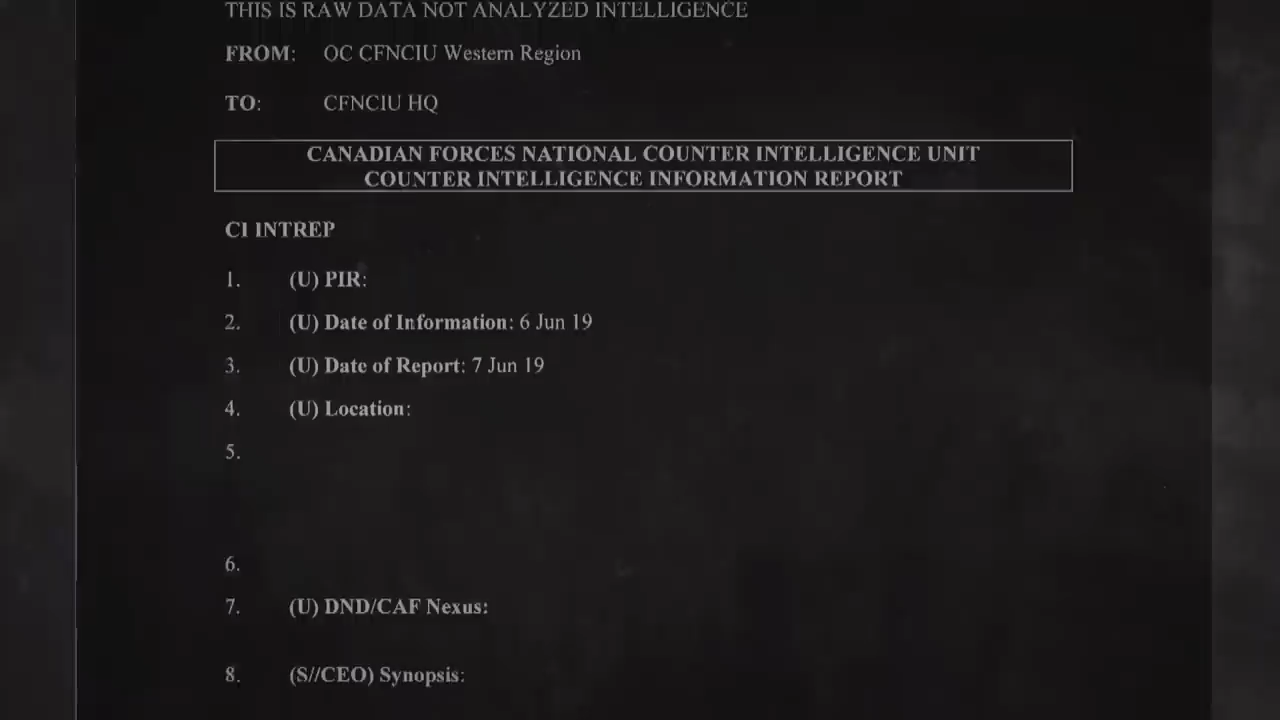 THIS IS RAW DATA NOT ANALYZED INTELLIGENCE
FROM: OC CFNCIU Western Region
TO: CFNCIU HQ
CANADIAN FORCES NATIONAL COUNTER INTELLIGENCE UNIT
COUNTER INTELLIGENCE INFORMATION REPORT
CI INTREP
1. (U) PIR:
2. (U) Date of Information: 6 Jun 19
3. (U) Date of Report: 7 Jun 19
4. (U) Location:
5.
6.
7. (U) DND/CAF Nexus:
8. (S//CEO) Synopsis: